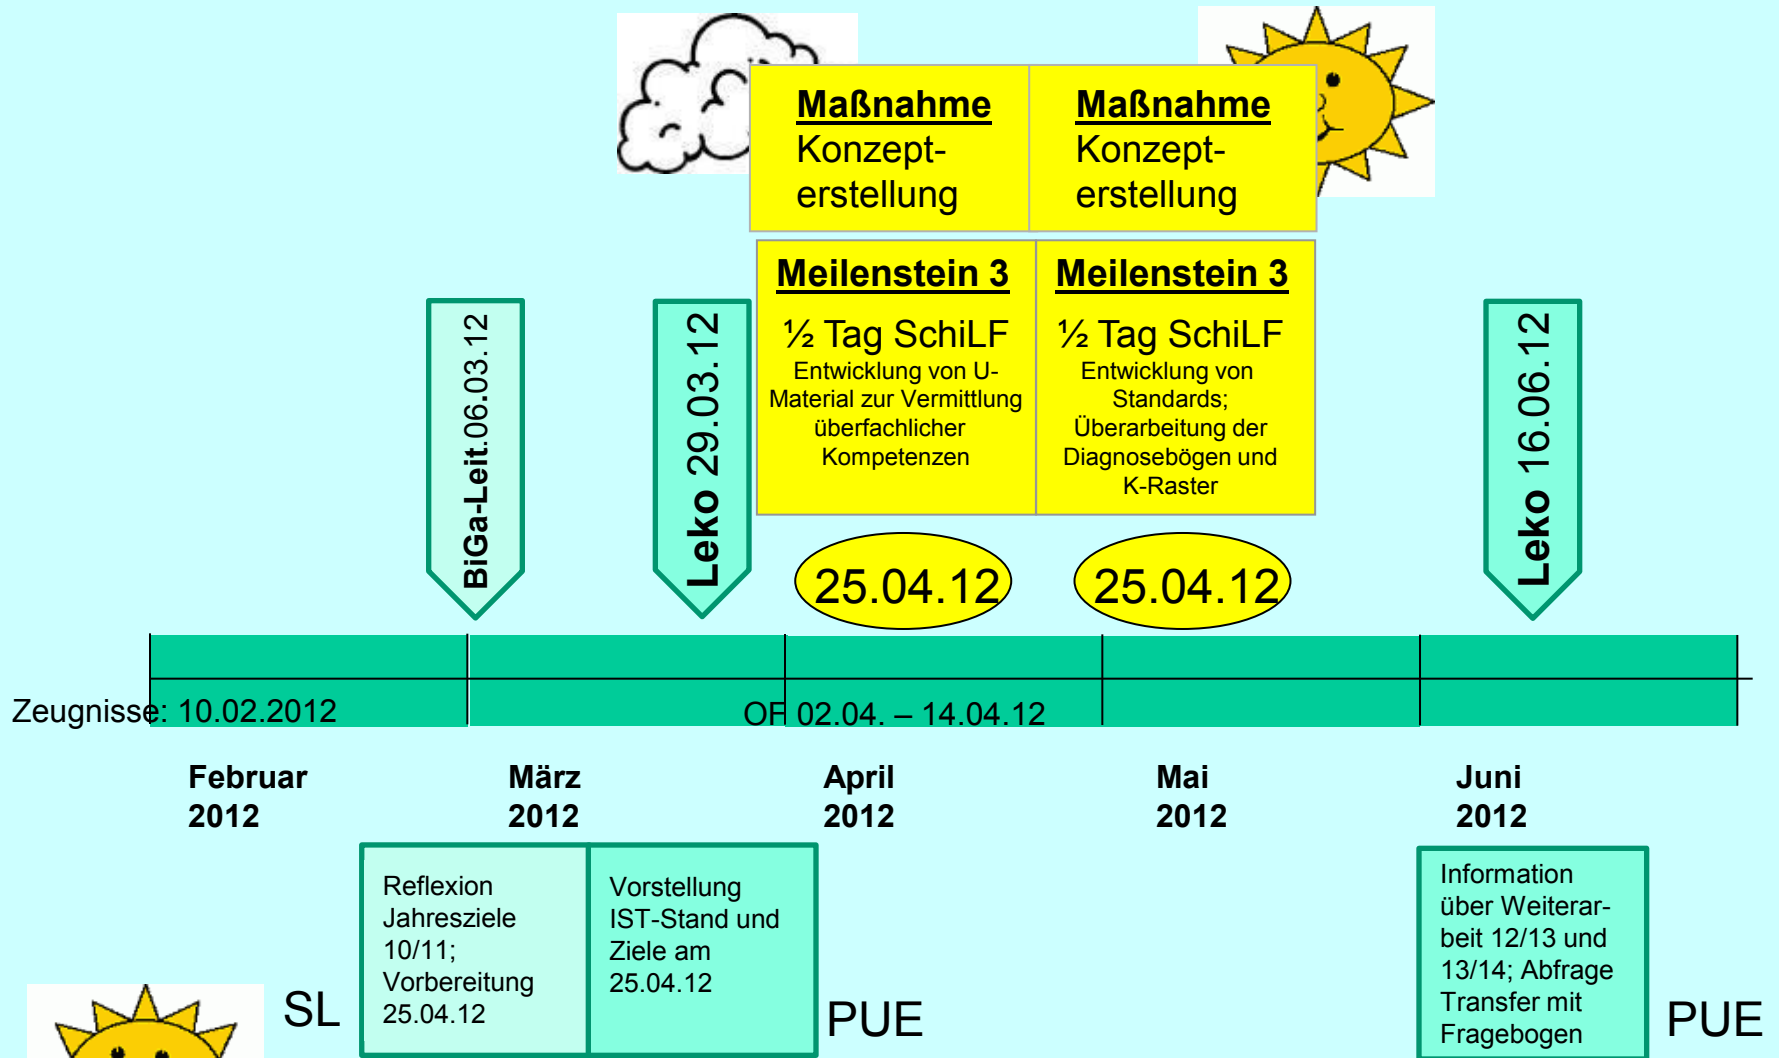 Maßnahme
Konzept-
erstellung
Maßnahme
Konzept-
erstellung
Meilenstein 3
½ Tag SchiLF
Entwicklung von U-
Material zur Vermittlung
überfachlicher
Kompetenzen
Meilenstein 3
½ Tag SchiLF
Entwicklung von
Standards;
Überarbeitung der
Diagnosebögen und
K-Raster
BiGa-Leit.06.03.12
Leko 29.03.12
25.04.12
25.04.12
Leko 16.06.12
Zeugnisse: 10.02.2012
OF 02.04. – 14.04.12
Februar
2012
März
2012
April
2012
Mai
2012
Juni
2012
SL
Reflexion
Jahresziele
10/11;
Vorbereitung
25.04.12
Vorstellung
IST-Stand und
Ziele am
25.04.12
PUE
Information
über Weiterar-
beit 12/13 und
13/14; Abfrage
Transfer mit
Fragebogen
PUE